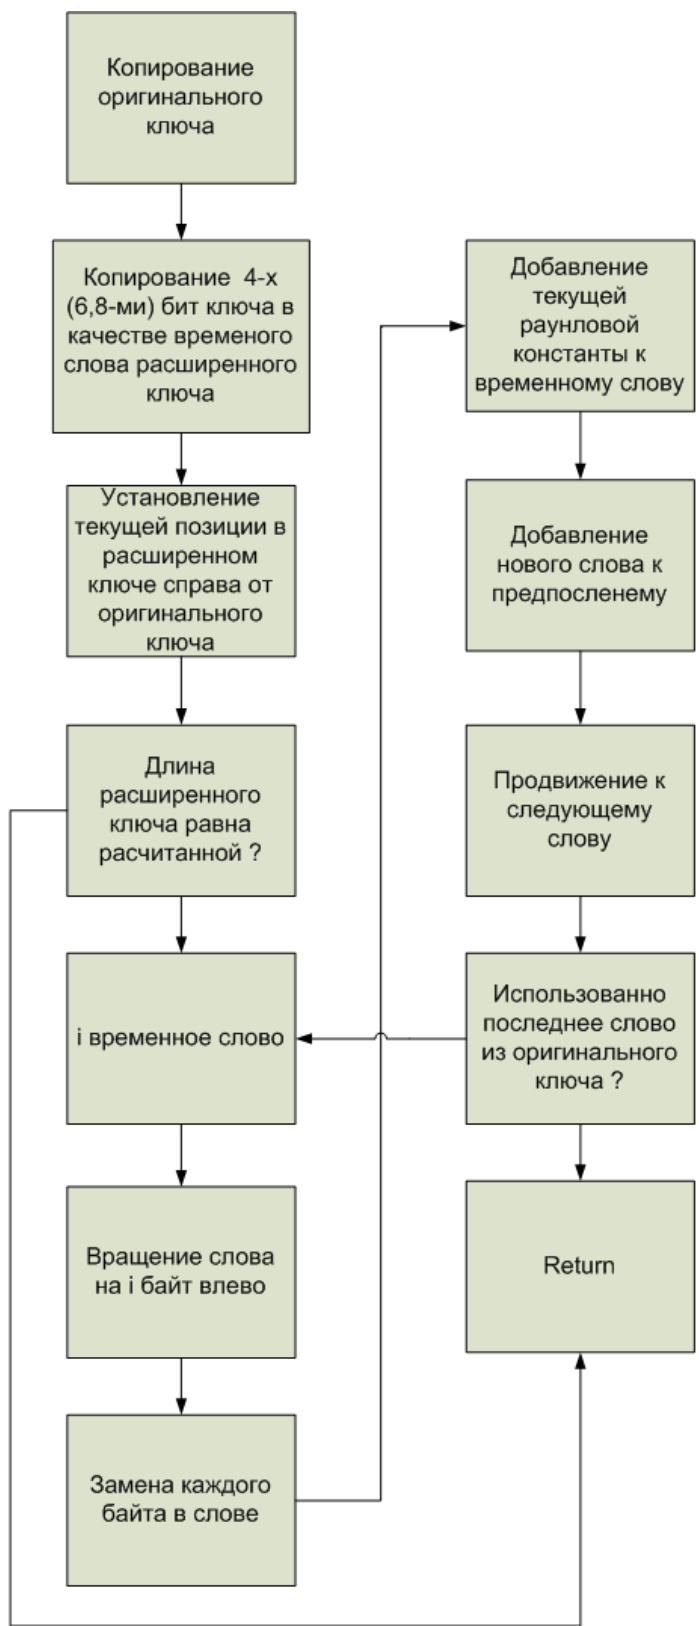 Копирование
оригинального
ключа
Копирование 4-х
(6,8-ми) бит ключа в
качестве временого
слова расширенного
ключа
Установление
текущей позиции в
расширенном
ключе справа от
оригинального
ключа
Длина
расширенного
ключа равна
расчитанной ?
i временное слово
Вращение слова
на i байт влево
Замена каждого
байта в слове
Добавление
текущей
раунловой
константы к
временному слову
Добавление
нового слова к
предпосленему
Продвижение к
следующему
слову
Использованно
последнее слово
из оригинального
ключа ?
Return